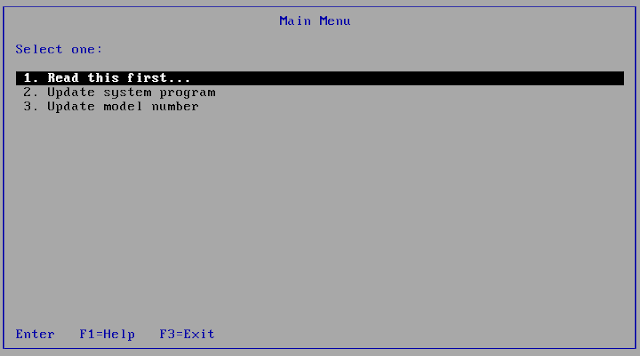 Main Menu
Select one:
1. Read this first...
2. Update system program
3. Update model number
Enter F1=Help F3=Exit